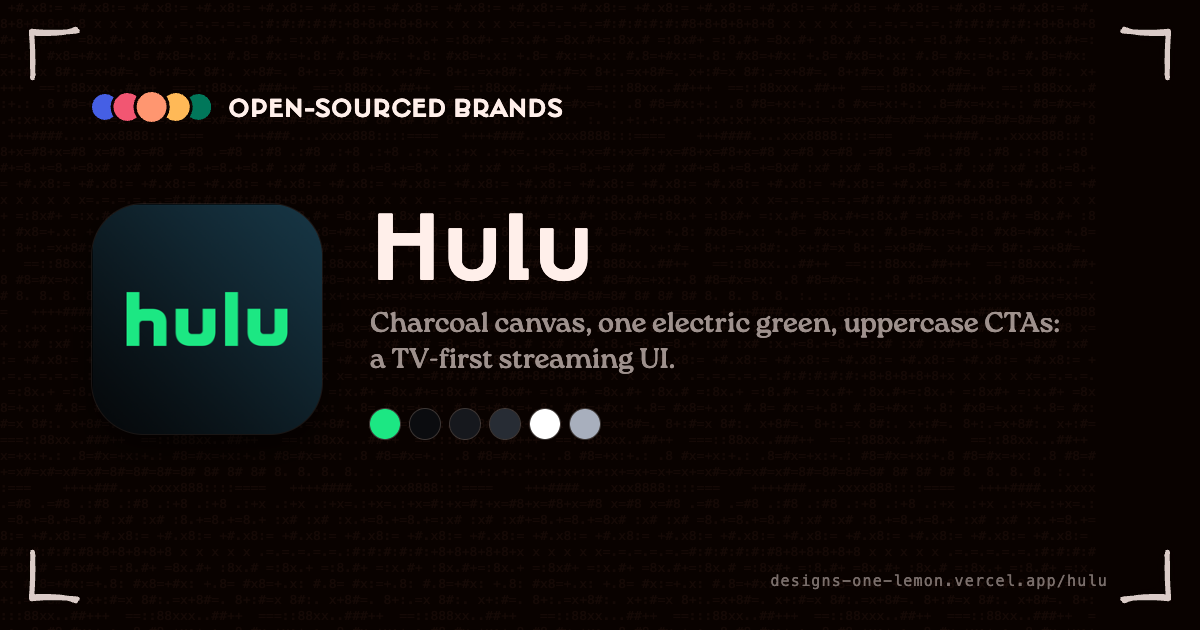 OPEN-SOURCED BRANDS
hulu
Hulu
Charcoal canvas, one electric green, uppercase CTAs:
a TV-first streaming UI.
designs-one-lemon.vercel.app/hulu